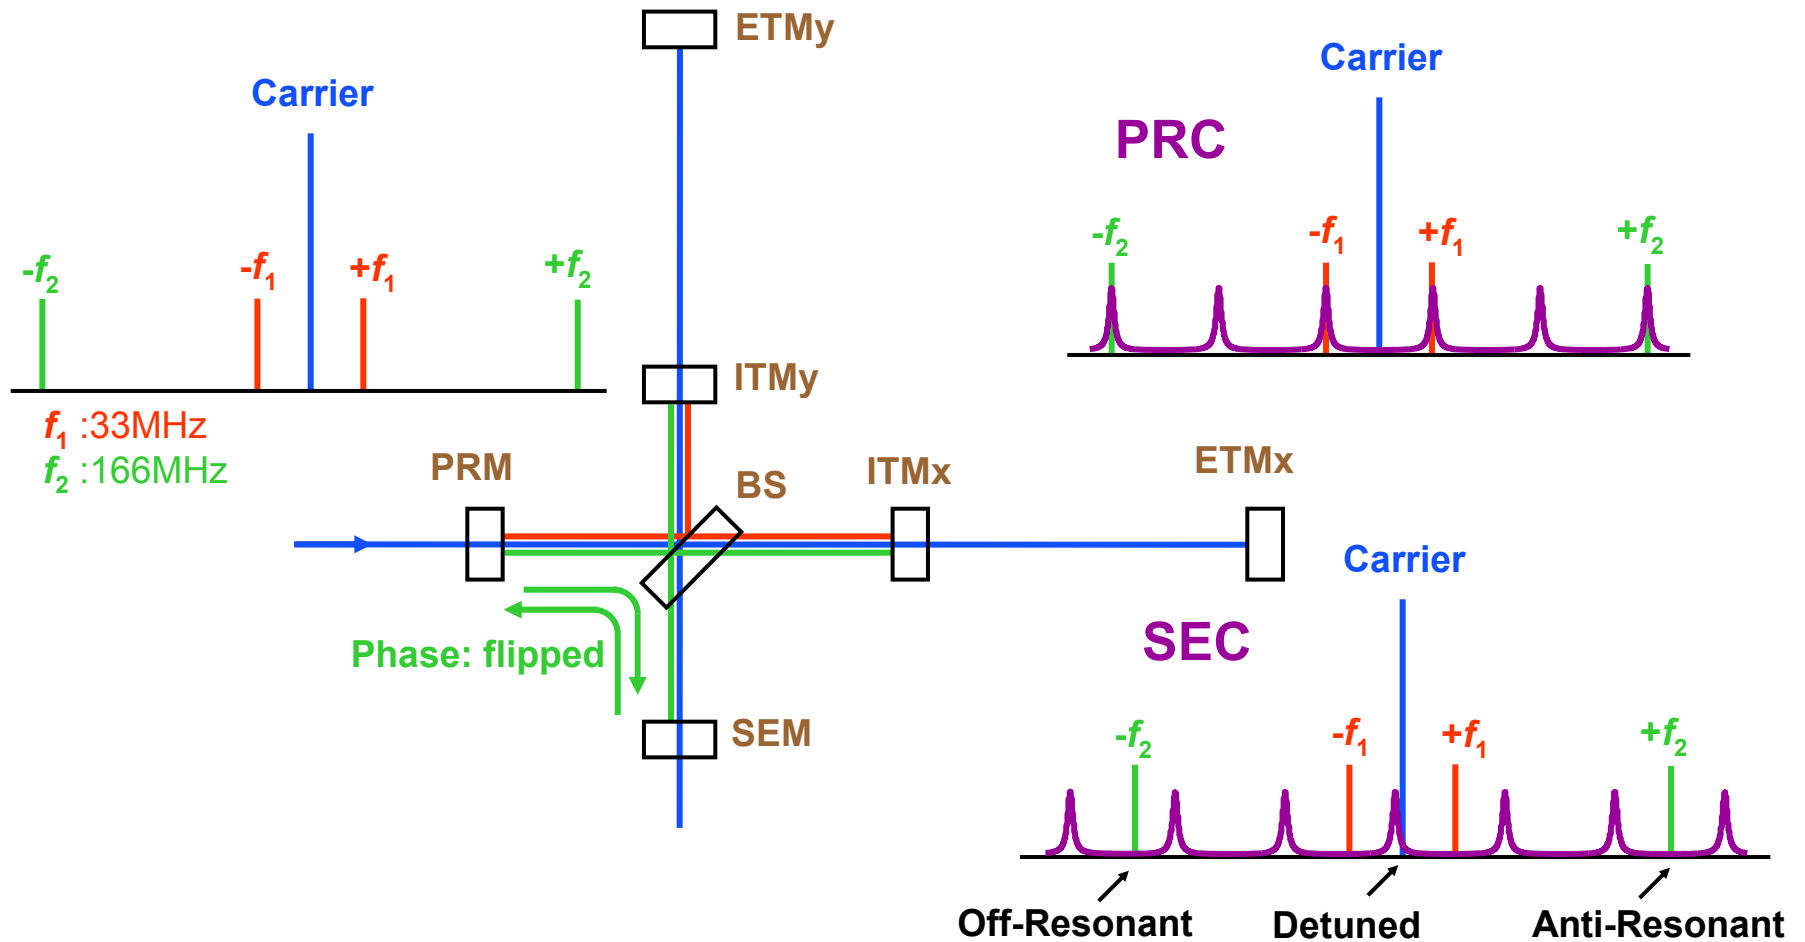 ETMy
Carrier
-f2
-f1
+f1
+f2
f1 :33MHz
f2 :166MHz
ITMy
PRM
BS
ITMx
ETMx
Phase: flipped
SEM
Carrier
PRC
-f2
-f1
+f1
+f2
Carrier
SEC
-f2
-f1
+f1
+f2
Off-Resonant
Detuned
Anti-Resonant